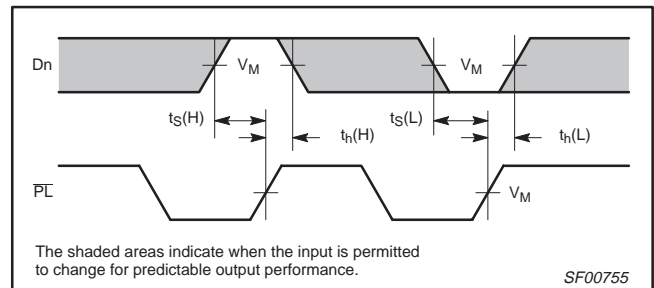 Dn
VM
VM
tS(H)
th(H)
tS(L)
th(L)
PL
VM
The shaded areas indicate when the input is permitted
to change for predictable output performance.
SF00755